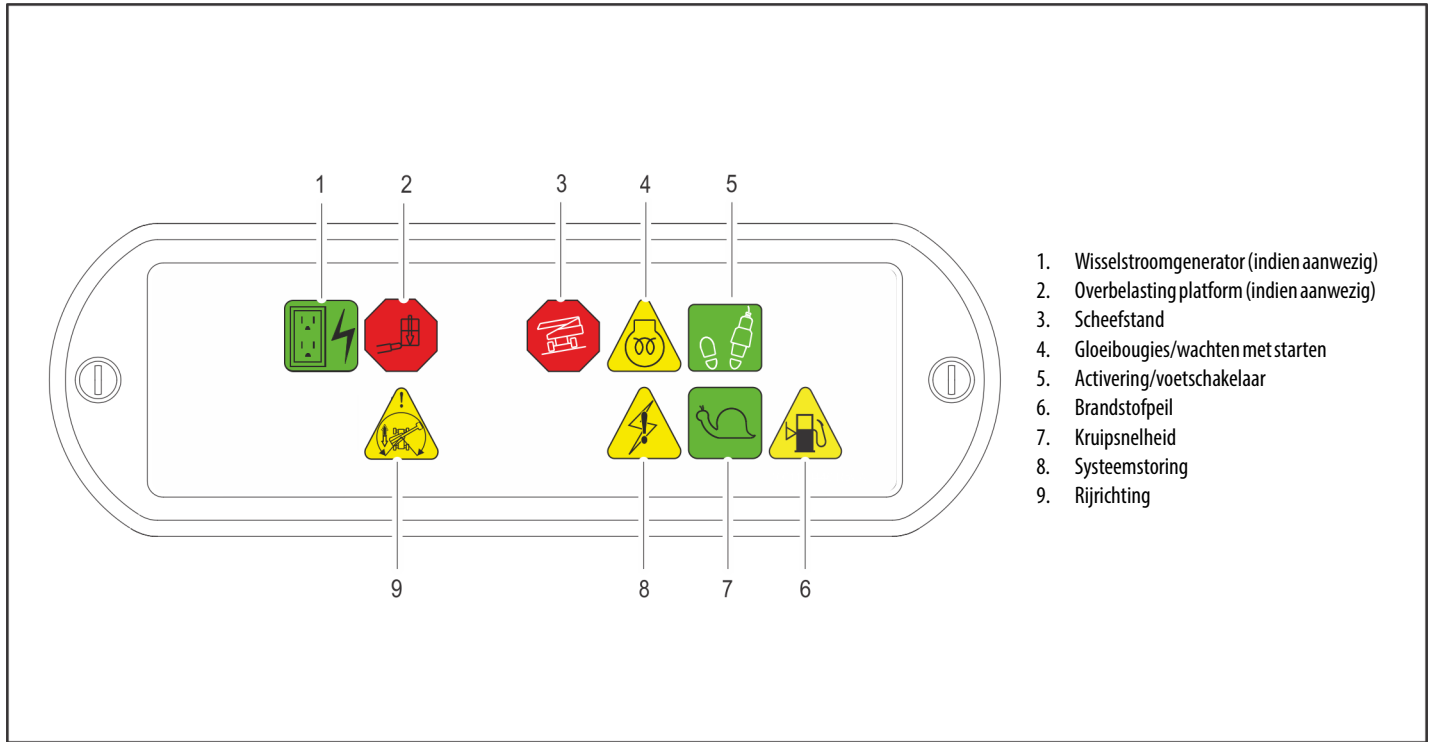 1 2 3 4 5
9 8 7 6
1. Wisselstroomgenerator (indien aanwezig)
2. Overbelasting platform (indien aanwezig)
3. Scheefstand
4. Gloeibougies/wachten met starten
5. Activering/voetschakelaar
6. Brandstofpeil
7. Kruipsnelheid
8. Systeemstoring
9. Rijrichting